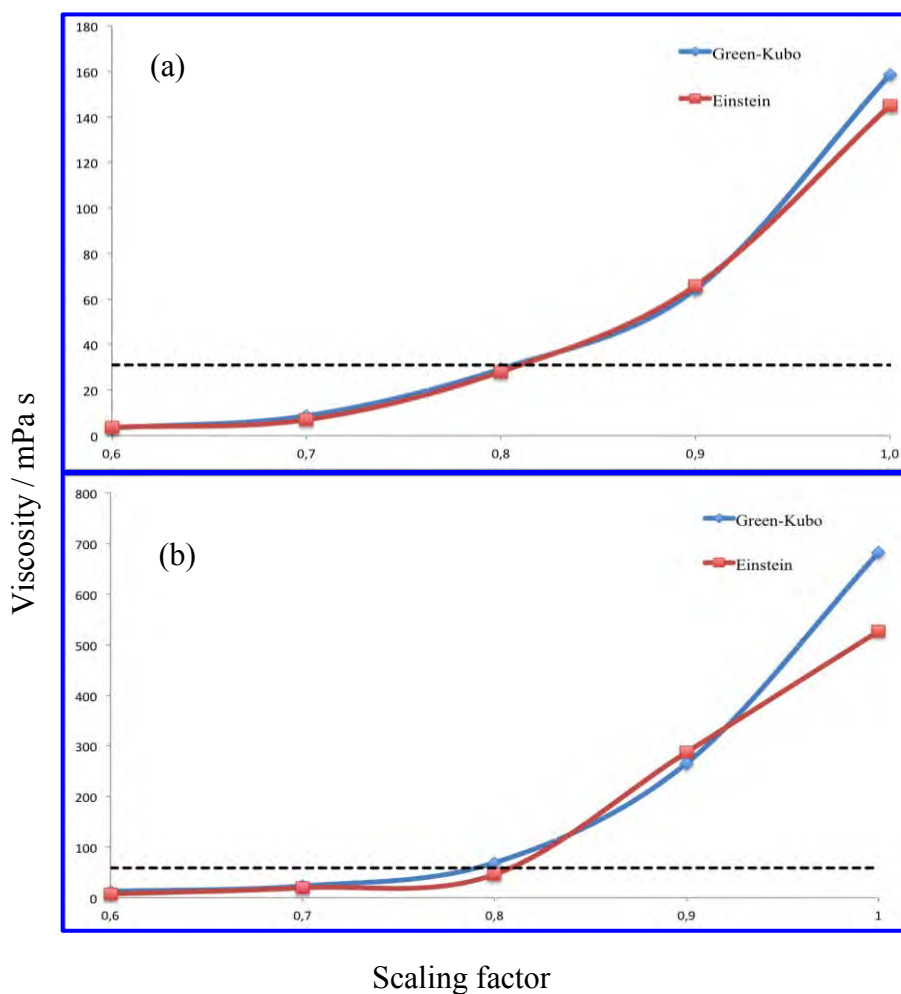 180
(a)
Green-Kubo
160
140
Einstein
120
100
80
60
40
20
0
0,6 0,7 0,8 0,9 1,0
800
Green-Kubo
700
(b)
600
Einstein
500
400
300
200
100
0
0,6 0,7 0,8 0,9 1
Viscosity / mPa s
Scaling factor